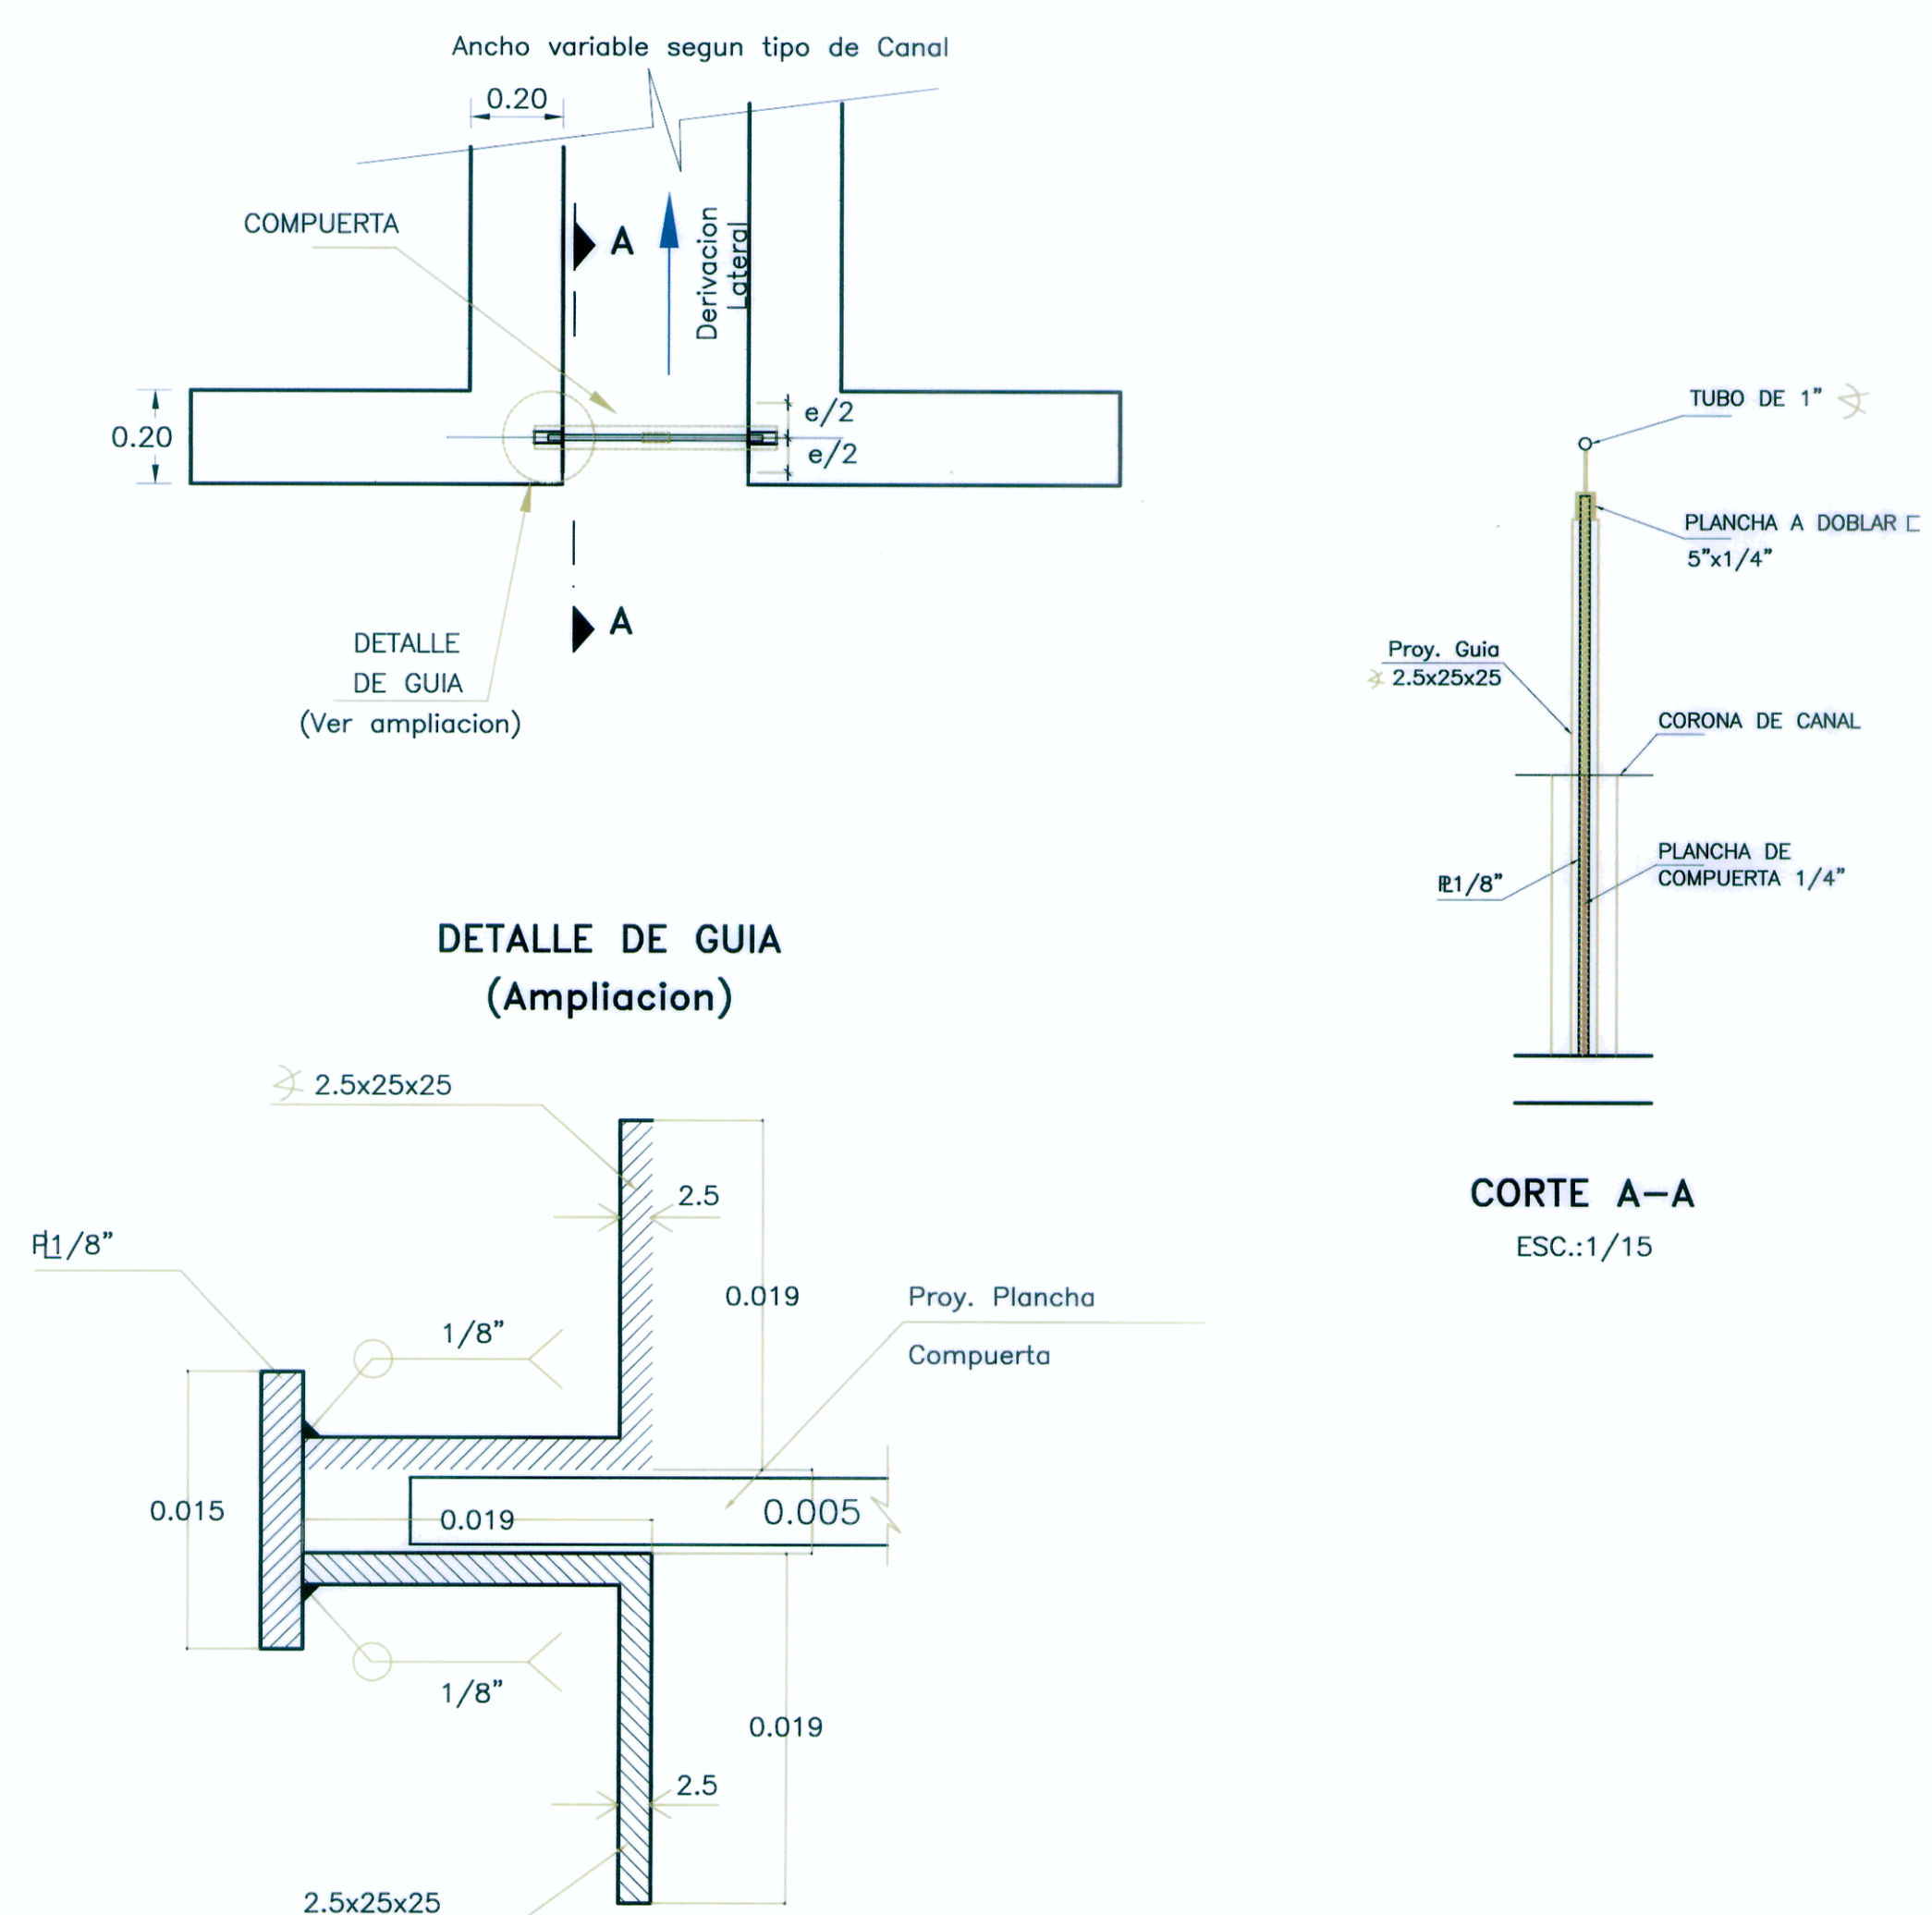 Ancho variable segun tipo de Canal
0.20
COMPUERTA
A
Derivacion
Lateral
0.20
e/2
e/2
A
DETALLE
DE GUIA
(Ver ampliacion)
TUBO DE 1"
PLANCHA A DOBLAR
5"x1/4"
Proy. Guia
2.5x25x25
CORONA DE CANAL
PLANCHA DE
COMPUERTA 1/4"
PL1/8"
CORTE A-A
ESC.:1/15
DETALLE DE GUIA
(Ampliacion)
2.5x25x25
2.5
PL1/8"
1/8"
0.019
Proy. Plancha
Compuerta
0.015
0.019
0.005
1/8"
0.019
2.5
2.5x25x25